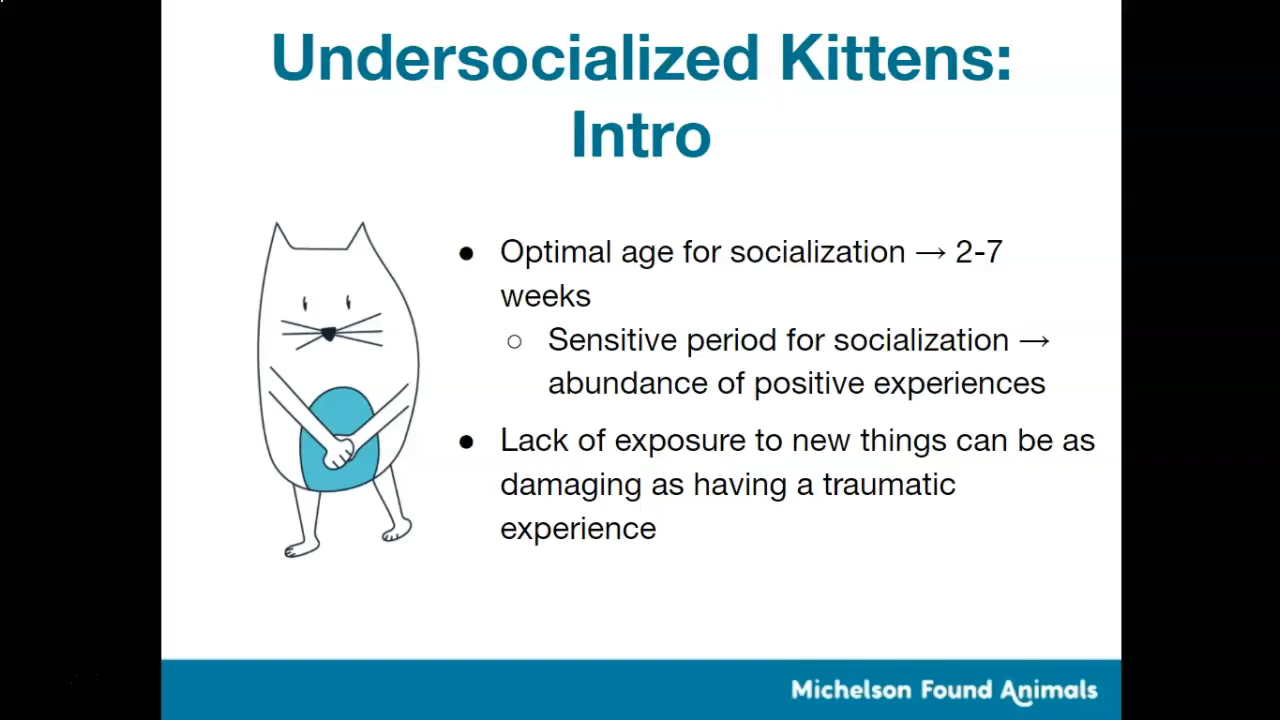 Undersocialized Kittens:
Intro
● Optimal age for socialization → 2-7
weeks
○ Sensitive period for socialization →
abundance of positive experiences
● Lack of exposure to new things can be as
damaging as having a traumatic
experience
Michelson Found Animals